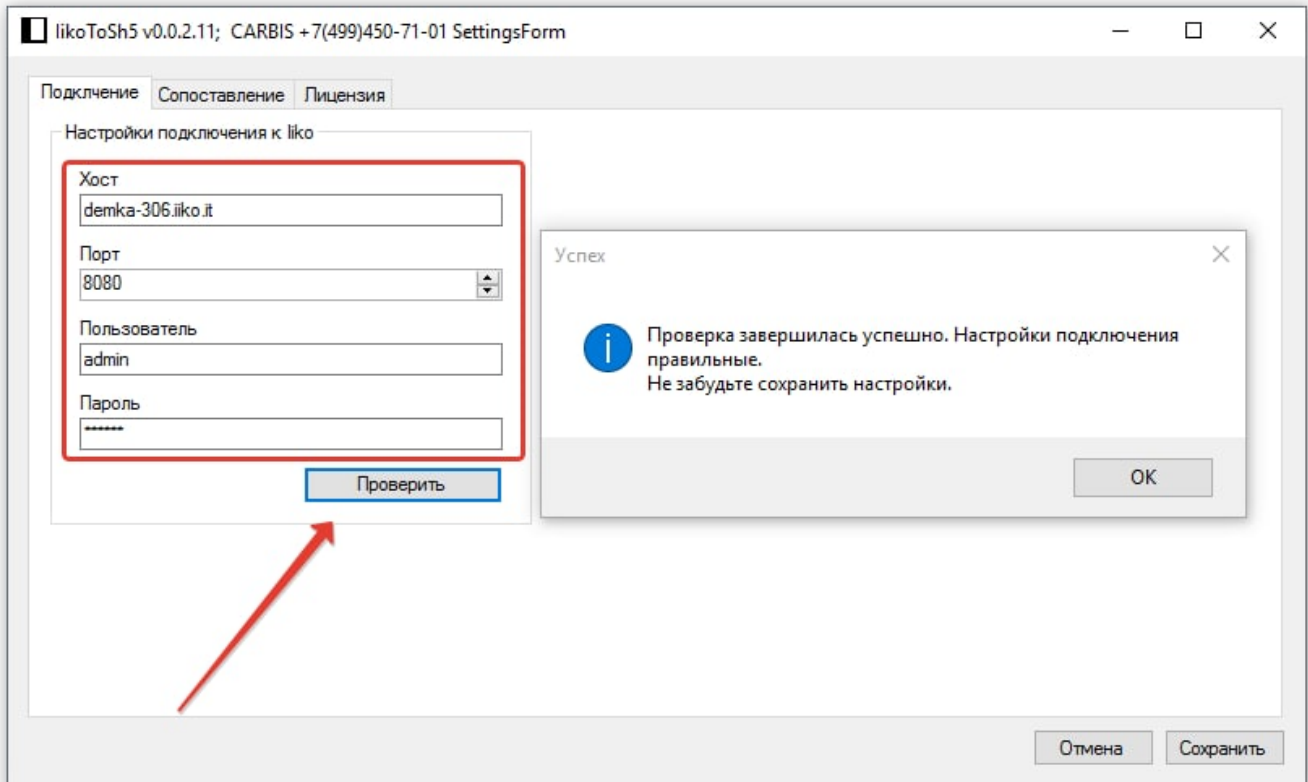 IikoToSh5 v0.0.2.11; CARBIS +7(499)450-71-01 SettingsForm
Подклчение
Сопоставление
Лицензия
Настройки подключения к Iiko
Хост
demka-306.iiko.it
Порт
8080
Пользователь
admin
Пароль
******
Проверить
Успех
Проверка завершилась успешно. Настройки подключения
правильные.
Не забудьте сохранить настройки.
OK
Отмена
Сохранить